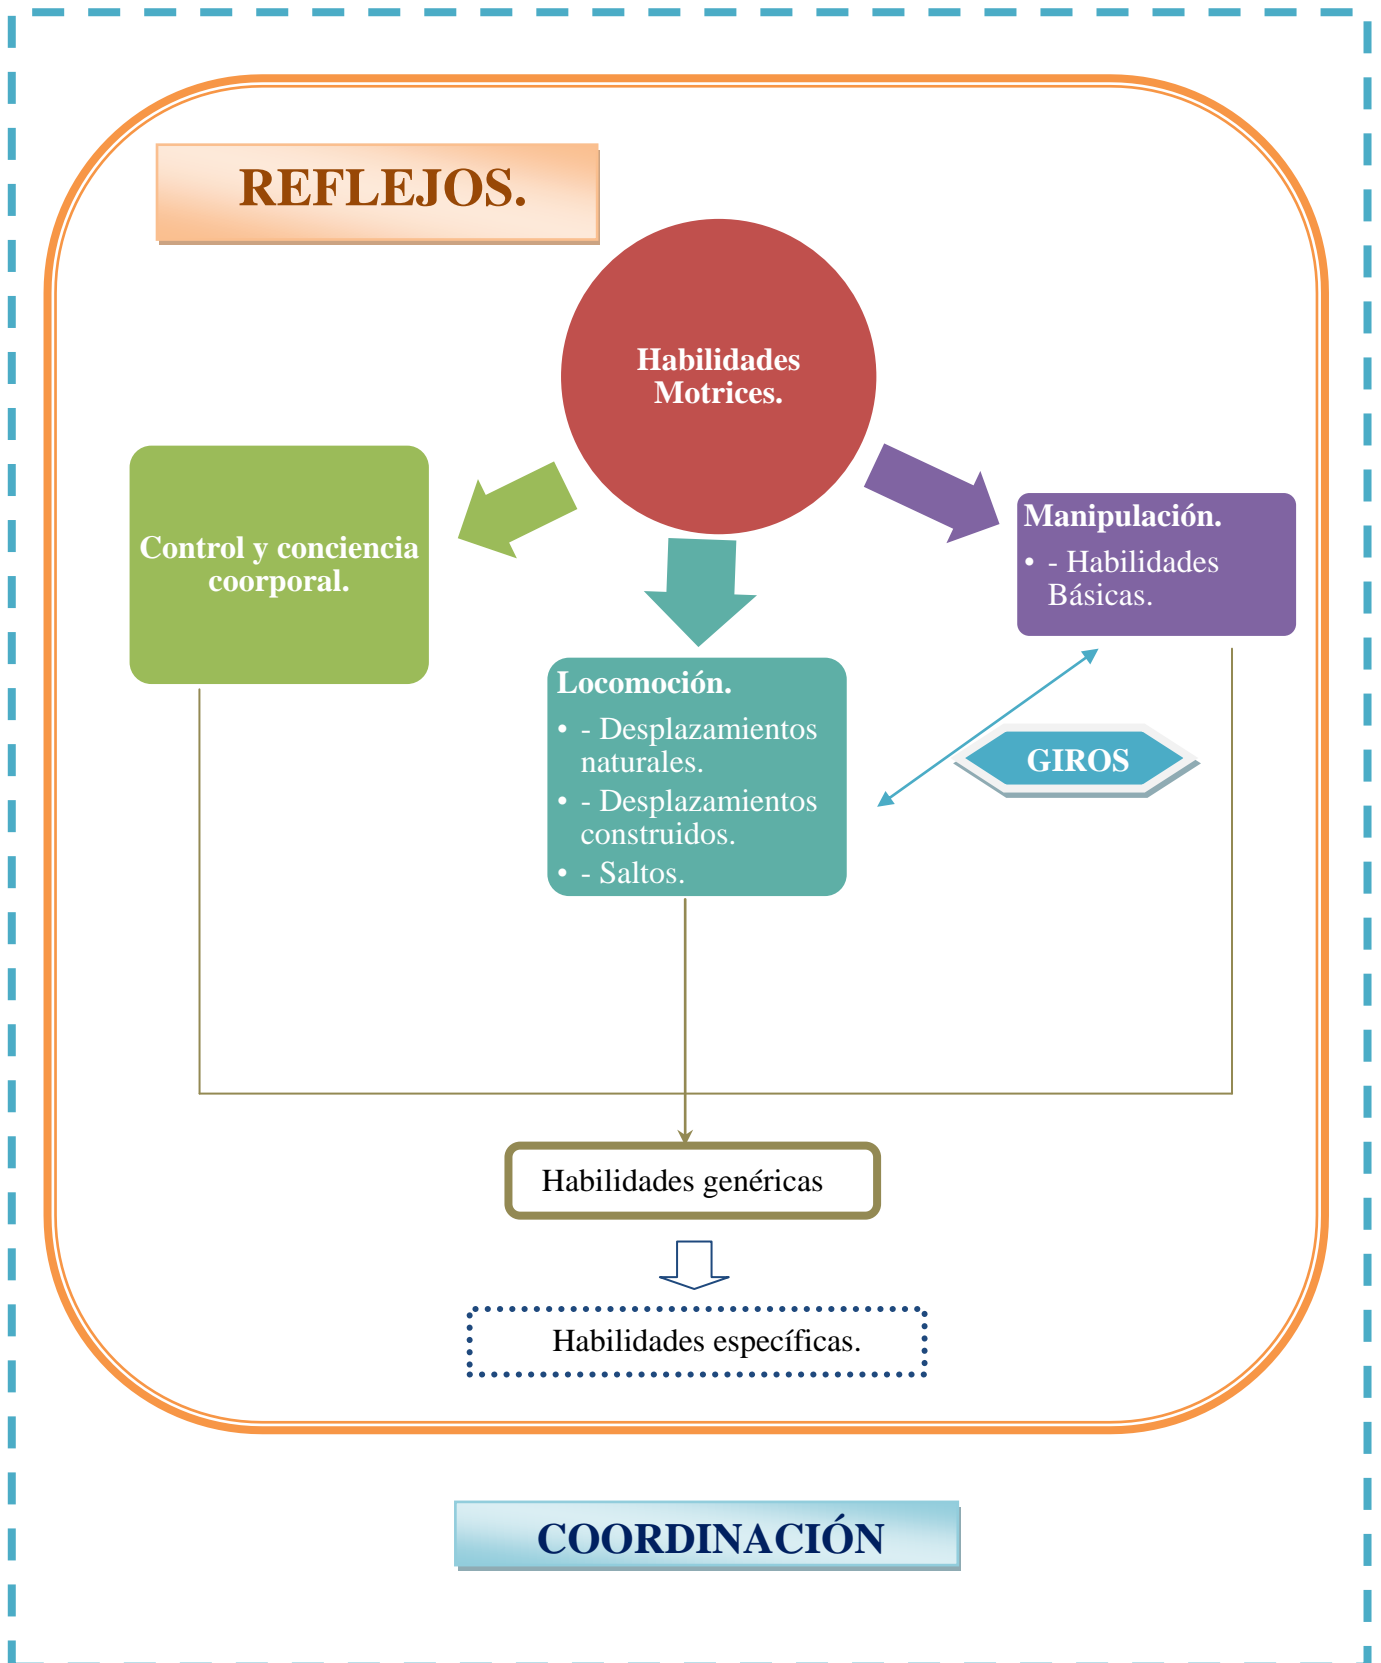 REFLEJOS.
Habilidades
Motrices.
Control y conciencia
coorporal.
Manipulación.
• - Habilidades
Básicas.
Locomoción.
• - Desplazamientos
naturales.
• - Desplazamientos
construidos.
• - Saltos.
GIROS
Habilidades genéricas
Habilidades específicas.
COORDINACIÓN